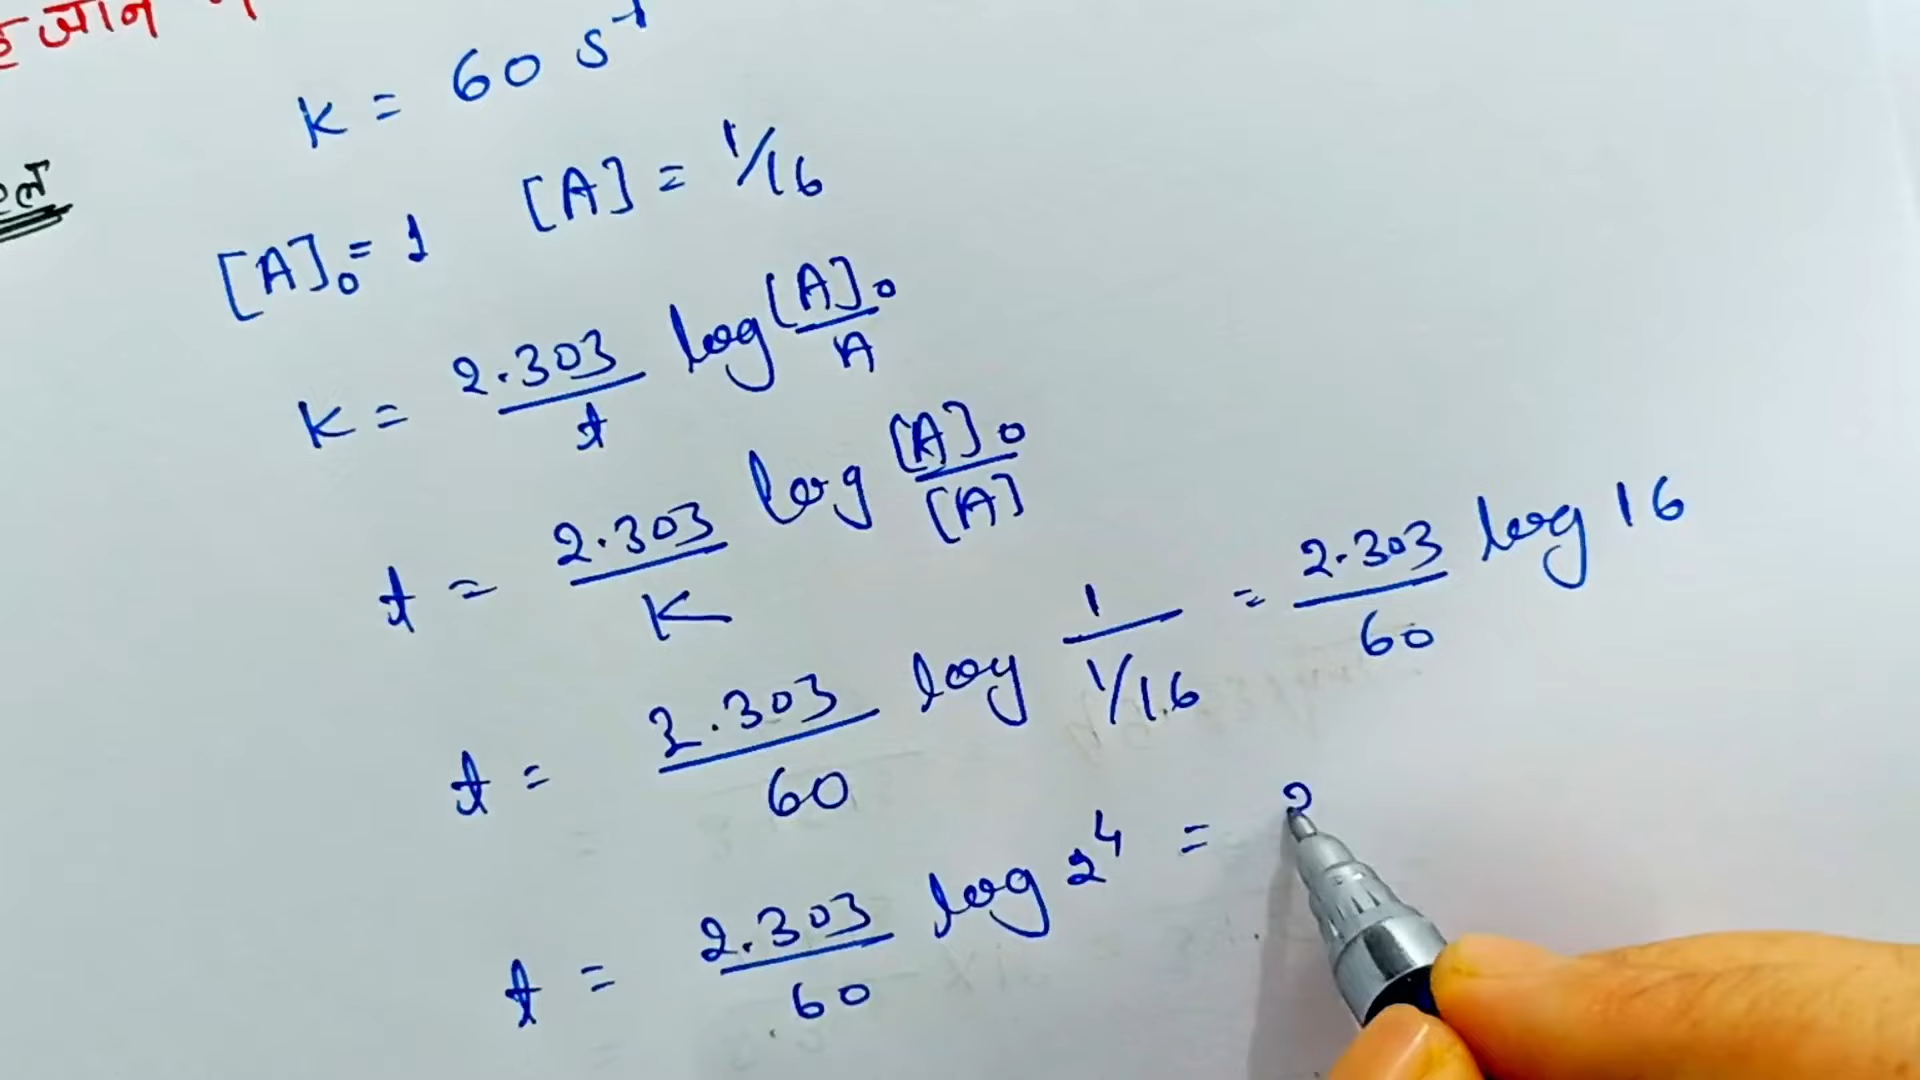 जाने
K = 60 s⁻¹
[A]₀ = 1 [A] = 1/16
K = 2.303/t log [A]₀/A
t = 2.303/K log [A]₀/[A]
t = 2.303/60 log 1/(1/16) = 2.303/60 log 16
t = 2.303/60 log 2⁴ = 2